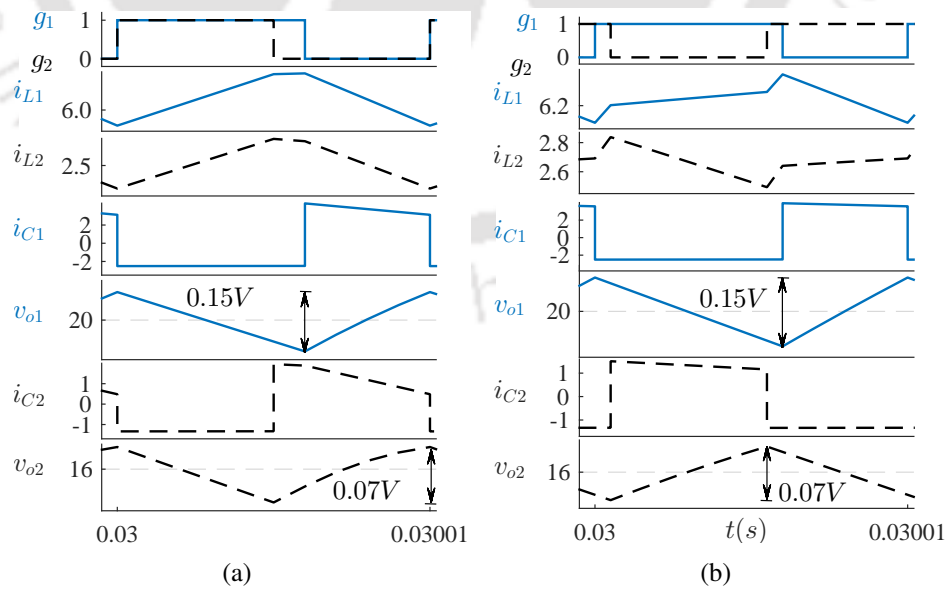 g1 1
g2 0
iL1 6.0
iL2 2.5
iC1 2
0
-2
0.15V
vo1 20
iC2 1
0
-1
vo2 16
0.07V
0.03 0.03001
(a)
g1 1
g2 0
iL1 6.2
iL2 2.8
2.6
iC1 2
0
-2
0.15V
vo1 20
iC2 1
0
-1
vo2 16
0.07V
0.03 t(s) 0.03001
(b)